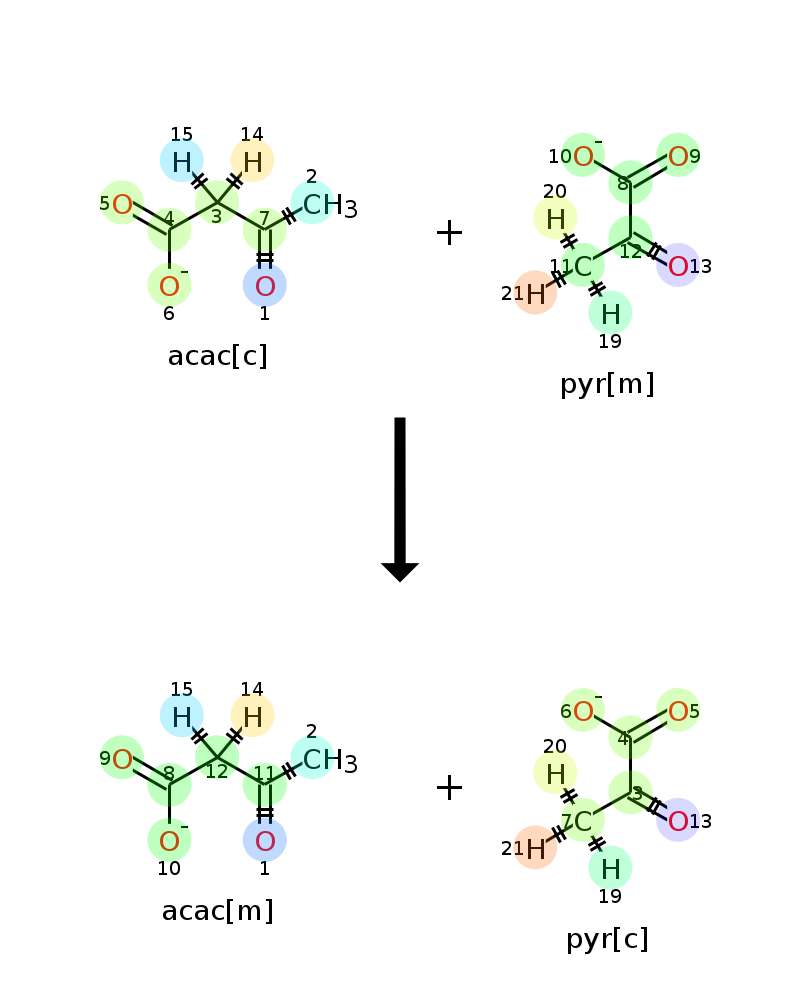 15 14
H H 2
5 O 4 3 7 CH3
O- O
6 1
acac[c]
+
10 O- O 9
8
20
H
11 C 12 O 13
21 H H
19
pyr[m]
15 14
H H 2
9 O 8 12 11 CH3
O- O
10 1
acac[m]
+
6 O- O 5
4
20
H
7 C 3 O 13
21 H H
19
pyr[c]